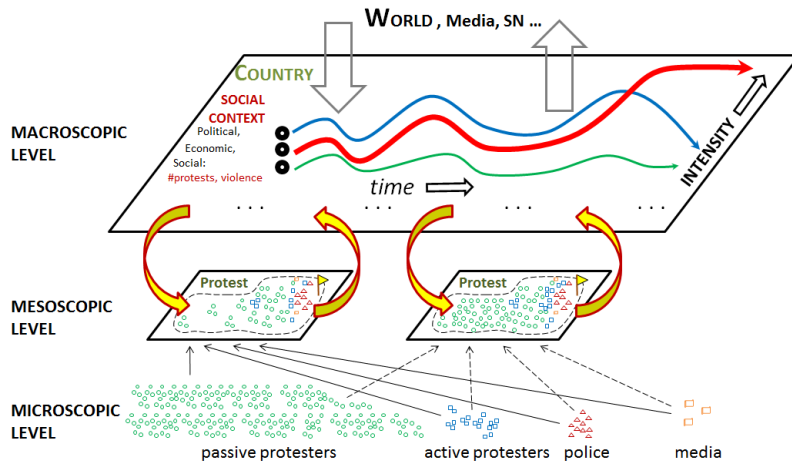 WORLD , Media, SN ...
COUNTRY
SOCIAL
CONTEXT
Political,
Economic,
Social:
#protests, violence
MACROSCOPIC
LEVEL
INTENSITY
time
. . .
. . .
. . .
. . .
Protest
Protest
MESOSCOPIC
LEVEL
MICROSCOPIC
LEVEL
passive protesters
active protesters
police
media